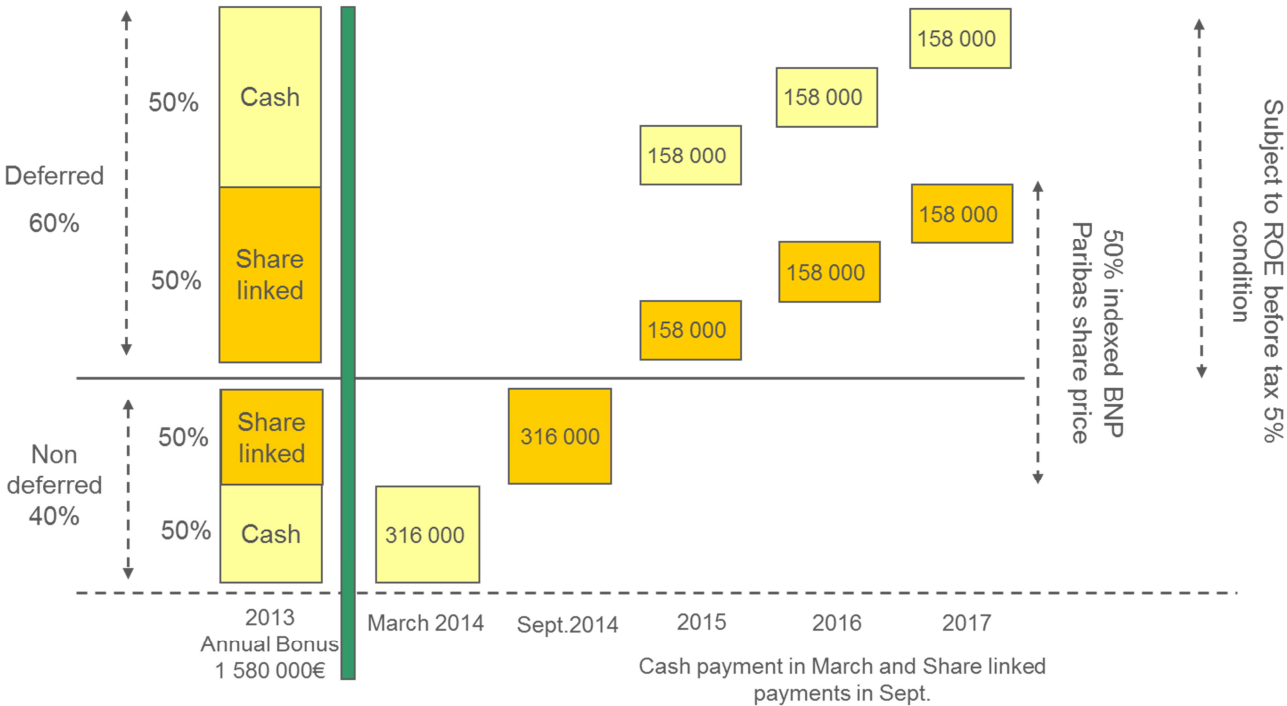 158 000
50%
Cash
158 000
158 000
Deferred
60%
50%
Share
linked
158 000
158 000
158 000
50% indexed BNP
Paribas share price
Subject to ROE before tax 5%
condition
Non
deferred
40%
50%
Share
linked
316 000
50%
Cash
316 000
2013
Annual Bonus
1 580 000€
March 2014
Sept.2014
2015
2016
2017
Cash payment in March and Share linked
payments in Sept.